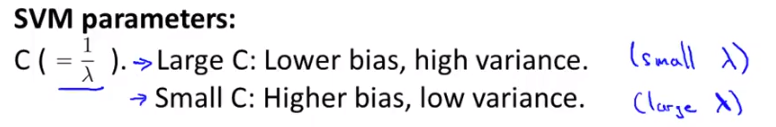 SVM parameters:
C ( = 1/λ ). → Large C: Lower bias, high variance. (small λ)
→ Small C: Higher bias, low variance. (large λ)